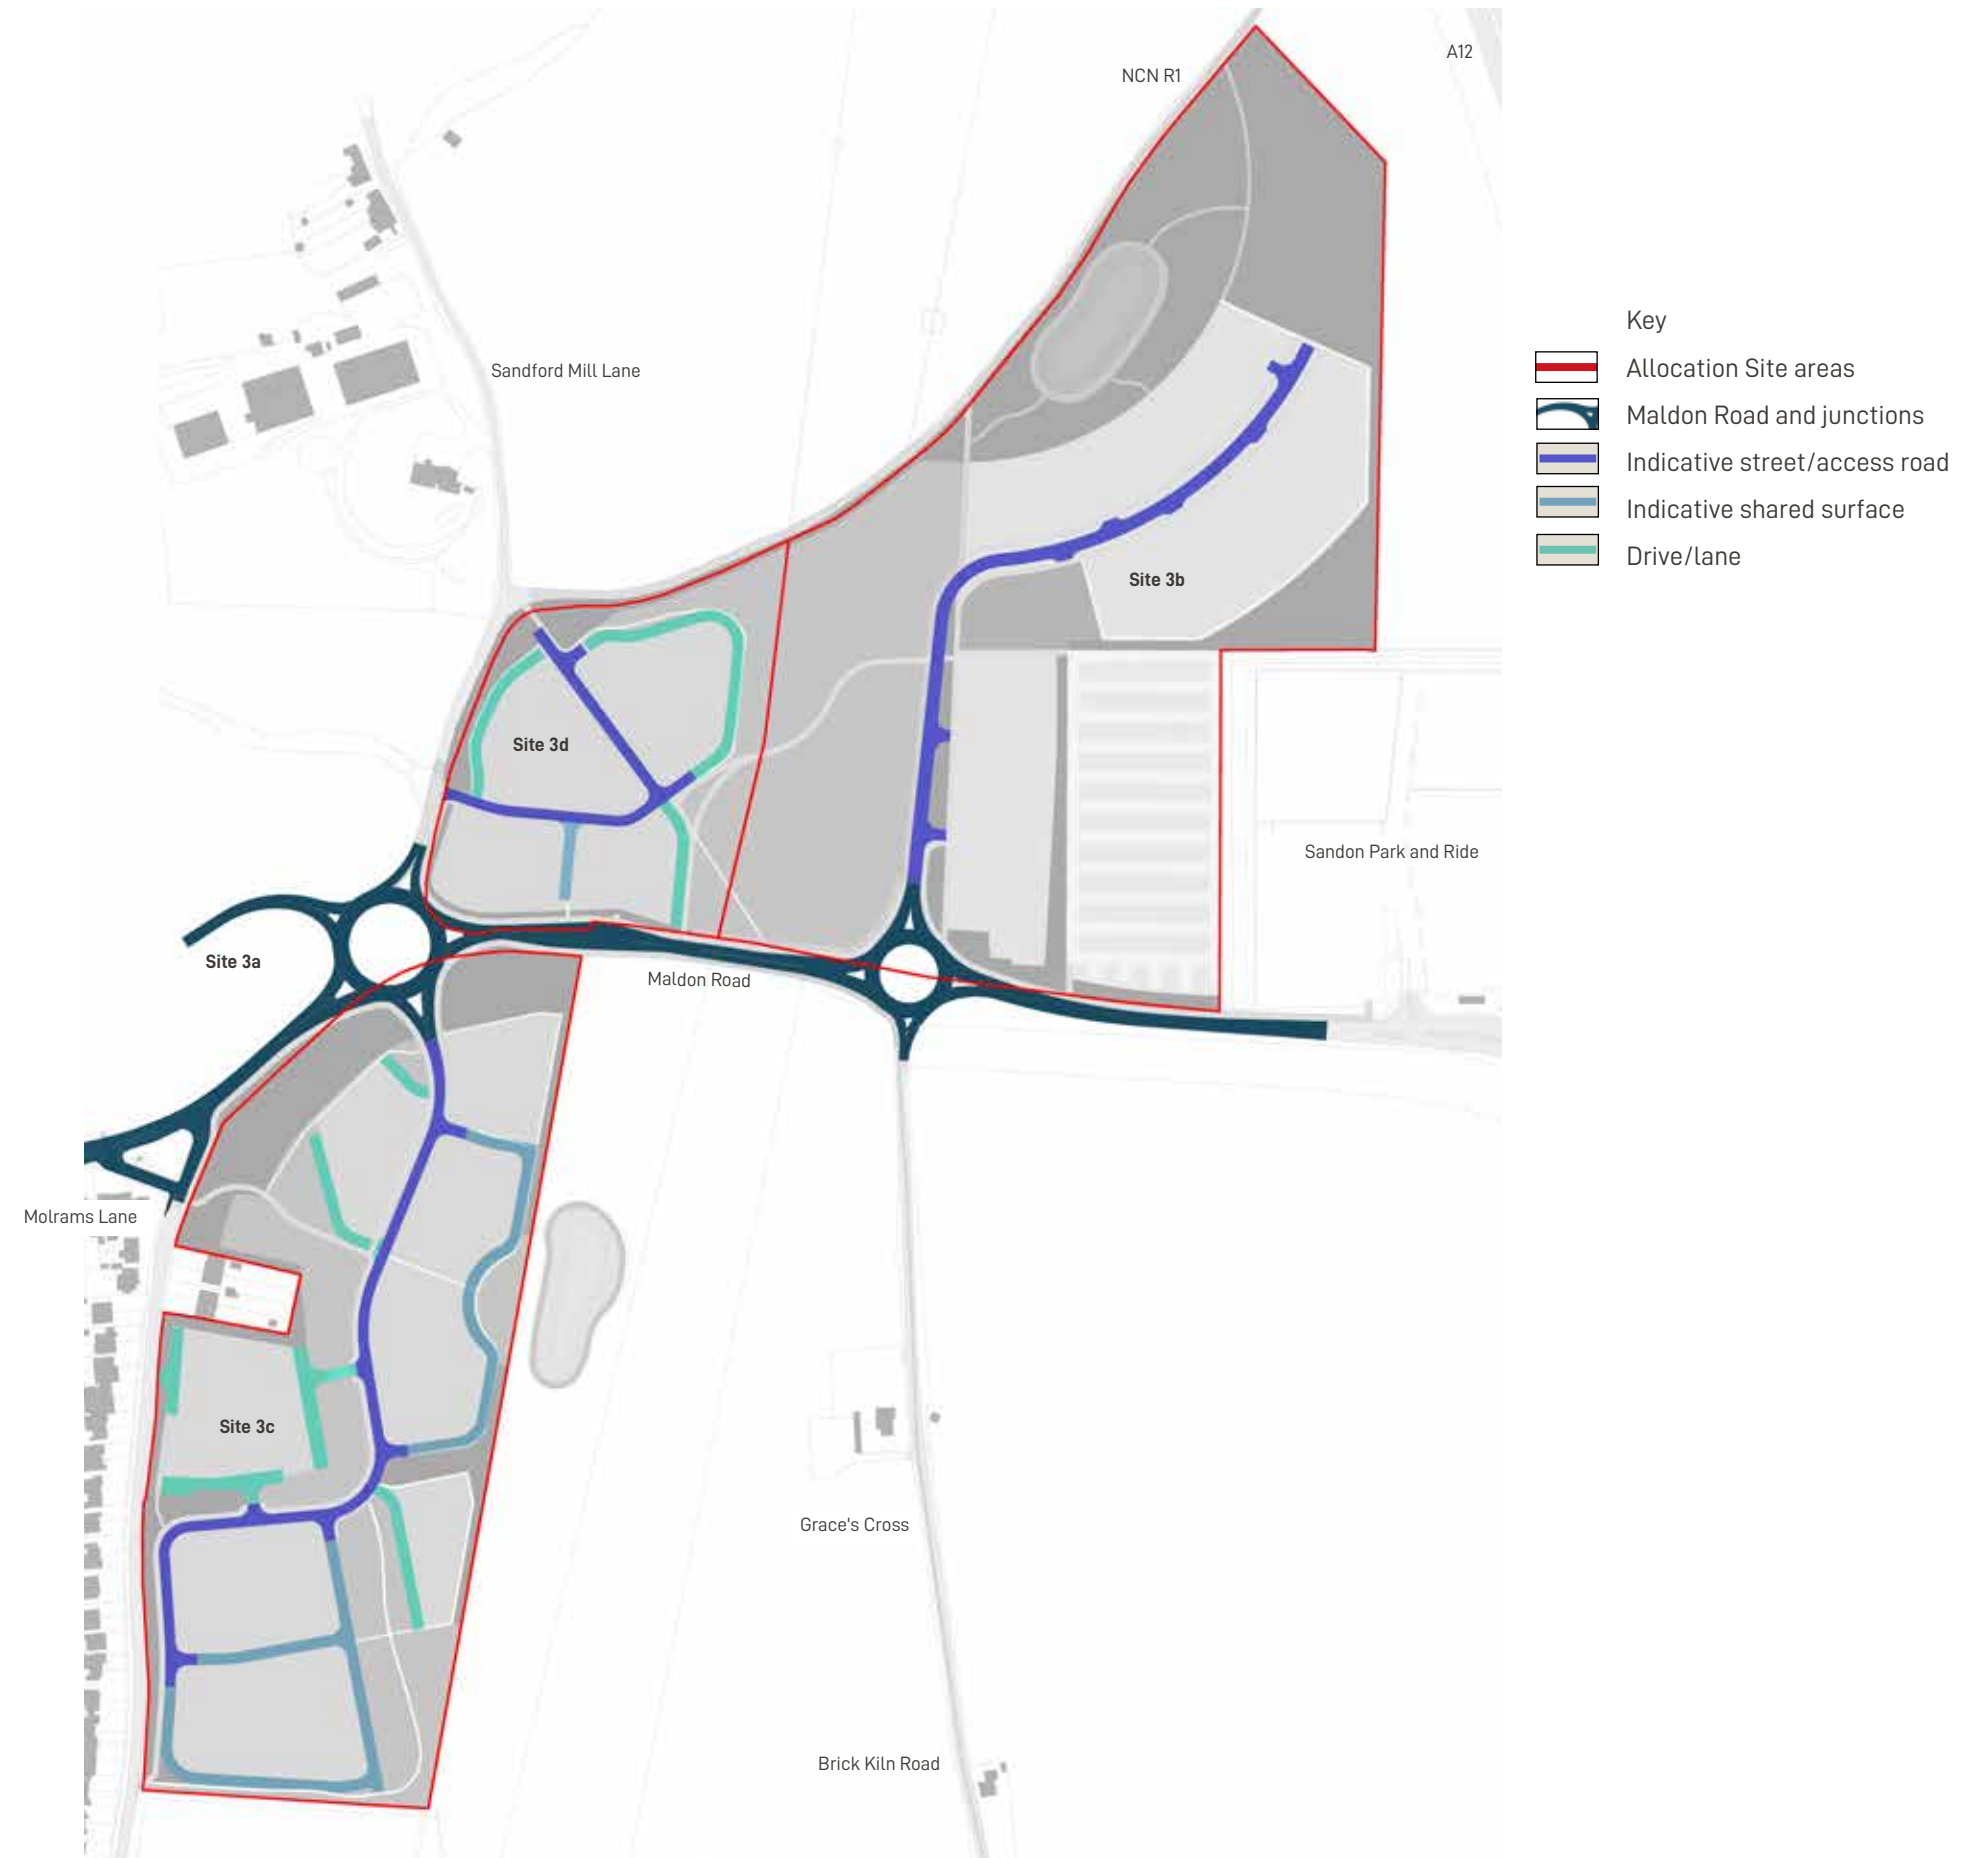 A12
NCN R1
Sandford Mill Lane
Key
Allocation Site areas
Maldon Road and junctions
Indicative street/access road
Indicative shared surface
Drive/lane
Site 3b
Site 3d
Sandon Park and Ride
Site 3a
Maldon Road
Molrams Lane
Site 3c
Grace's Cross
Brick Kiln Road